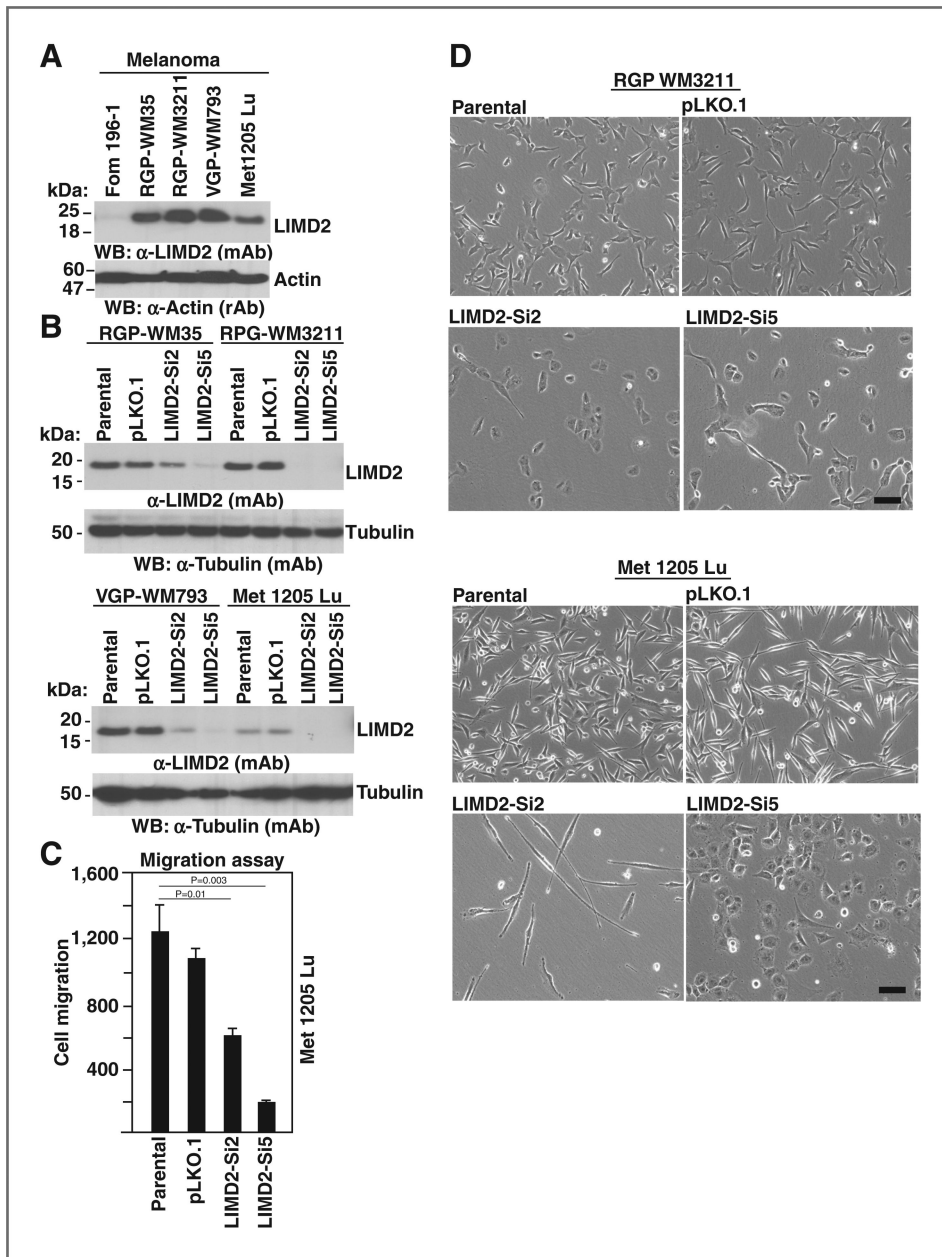 A
Melanoma
Fom 196-1
RGP-WM35
RGP-WM3211
VGP-WM793
Met1205 Lu
kDa:
25
18
LIMD2
WB: α-LIMD2 (mAb)
60
47
Actin
WB: α-Actin (rAb)
B
RGP-WM35 RPG-WM3211
Parental
pLKO.1
LIMD2-Si2
LIMD2-Si5
Parental
pLKO.1
LIMD2-Si2
LIMD2-Si5
kDa:
20
15
LIMD2
α-LIMD2 (mAb)
50
Tubulin
WB: α-Tubulin (mAb)
VGP-WM793 Met 1205 Lu
Parental
pLKO.1
LIMD2-Si2
LIMD2-Si5
Parental
pLKO.1
LIMD2-Si2
LIMD2-Si5
kDa:
20
15
LIMD2
α-LIMD2 (mAb)
50
Tubulin
WB: α-Tubulin (mAb)
C
Migration assay
1,600
1,200
800
400
P=0.003
P=0.01
Cell migration
Met 1205 Lu
Parental
pLKO.1
LIMD2-Si2
LIMD2-Si5
D
RGP WM3211
Parental pLKO.1
LIMD2-Si2 LIMD2-Si5
Met 1205 Lu
Parental pLKO.1
LIMD2-Si2 LIMD2-Si5